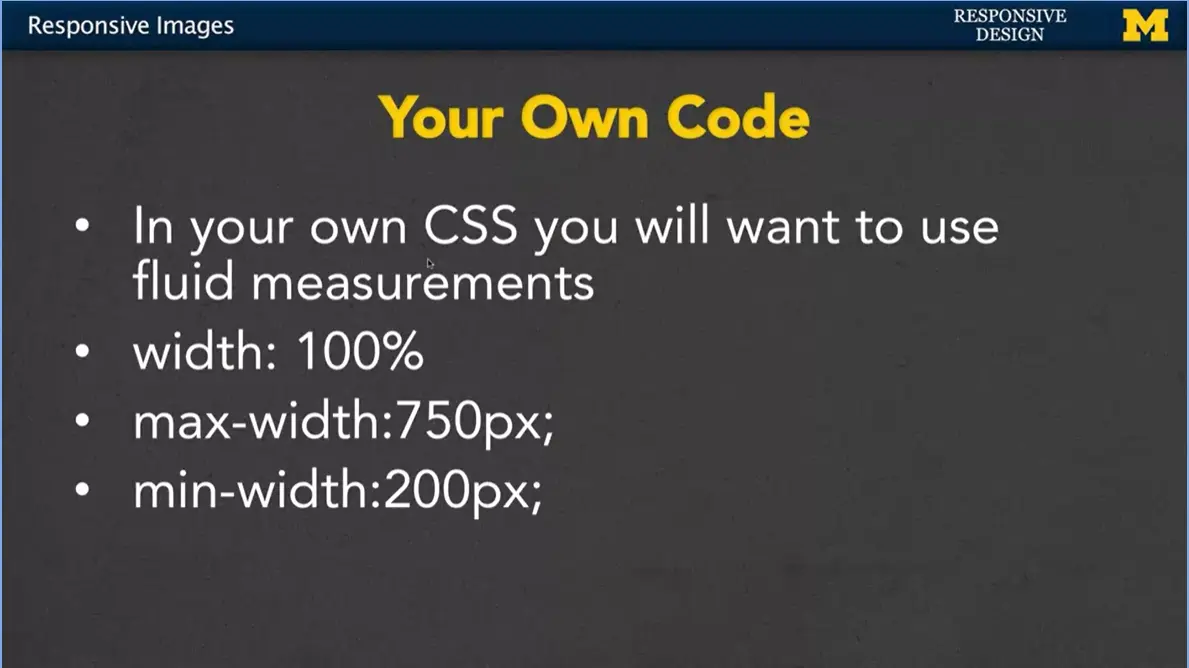 Responsive Images
RESPONSIVE
DESIGN
M
Your Own Code
• In your own CSS you will want to use
fluid measurements
• width: 100%
• max-width:750px;
• min-width:200px;